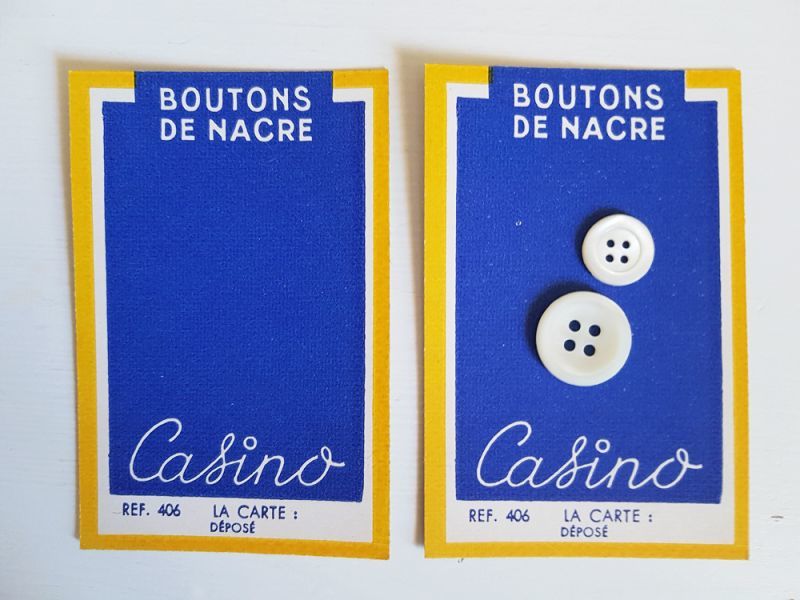 BOUTONS
DE NACRE
Casino
REF. 406 LA CARTE :
DÉPOSÉ
BOUTONS
DE NACRE
Casino
REF. 406 LA CARTE :
DÉPOSÉ